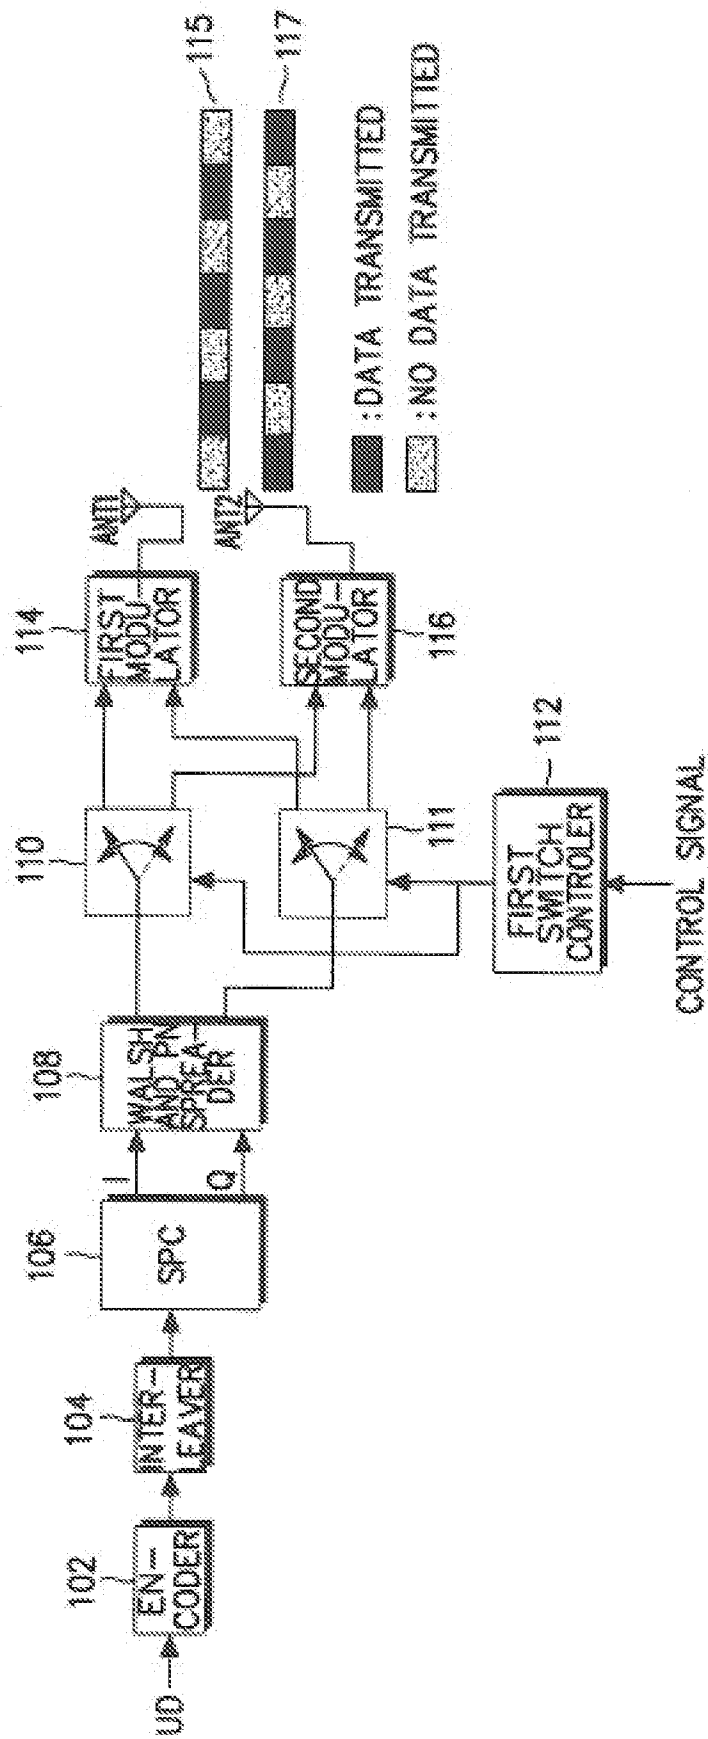 UD
102
EN-
CODER
104
INTER-
LEAVER
106
SPC
I
Q
108
WALSH
AND PN
SPREA-
DER
110
111
FIRST
SWITCH
CONTROLER
112
CONTROL SIGNAL
114
FIRST
MODU-
LATOR
SECOND
MODU-
LATOR
116
ANT1
ANT2
115
117
:DATA TRANSMITTED
:NO DATA TRANSMITTED